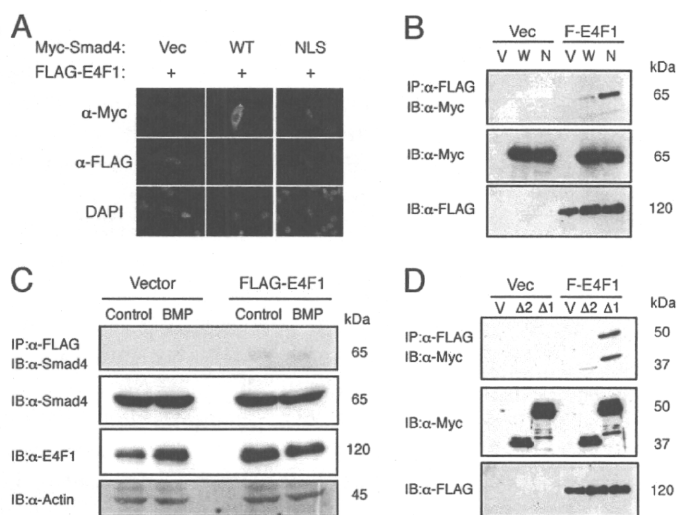 A
Myc-Smad4: Vec WT NLS
FLAG-E4F1: + + +
α-Myc
α-FLAG
DAPI
B
Vec F-E4F1
V W N V W N
kDa
IP:α-FLAG
IB:α-Myc
65
IB:α-Myc 65
IB:α-FLAG 120
C
Vector FLAG-E4F1
Control BMP Control BMP
kDa
IP:α-FLAG
IB:α-Smad4
65
IB:α-Smad4 65
IB:α-E4F1 120
IB:α-Actin 45
D
Vec F-E4F1
V Δ2 Δ1 V Δ2 Δ1
kDa
IP:α-FLAG 50
IB:α-Myc 37
IB:α-Myc 50
37
IB:α-FLAG 120